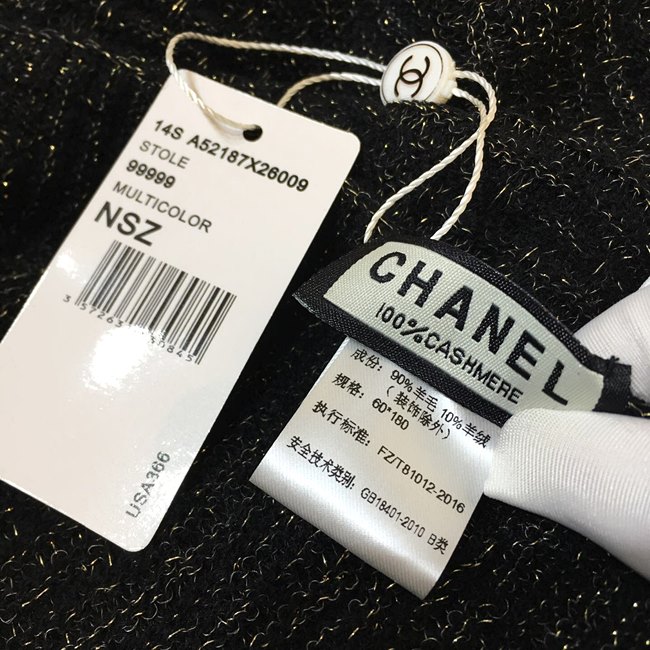 14S A52187X26009
STOLE
99999
MULTICOLOR
NSZ
USA366
CHANEL
100%CASHMERE
成份: 90%羊毛 10%羊绒
(装饰除外)
规格: 60*180
执行标准: FZ/T81012-2016
安全技术类别: GB18401-2010 B类